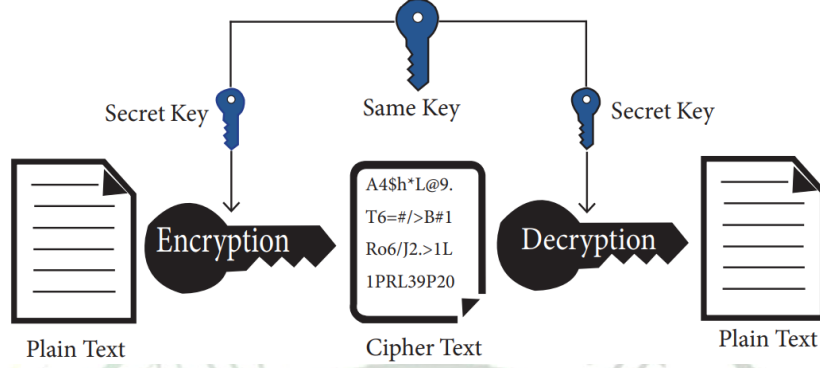 Same Key
Secret Key
Secret Key
Encryption
A4$h*L@9.
T6=#/>B#1
Ro6/J2.>1L
1PRL39P20
Decryption
Plain Text
Cipher Text
Plain Text